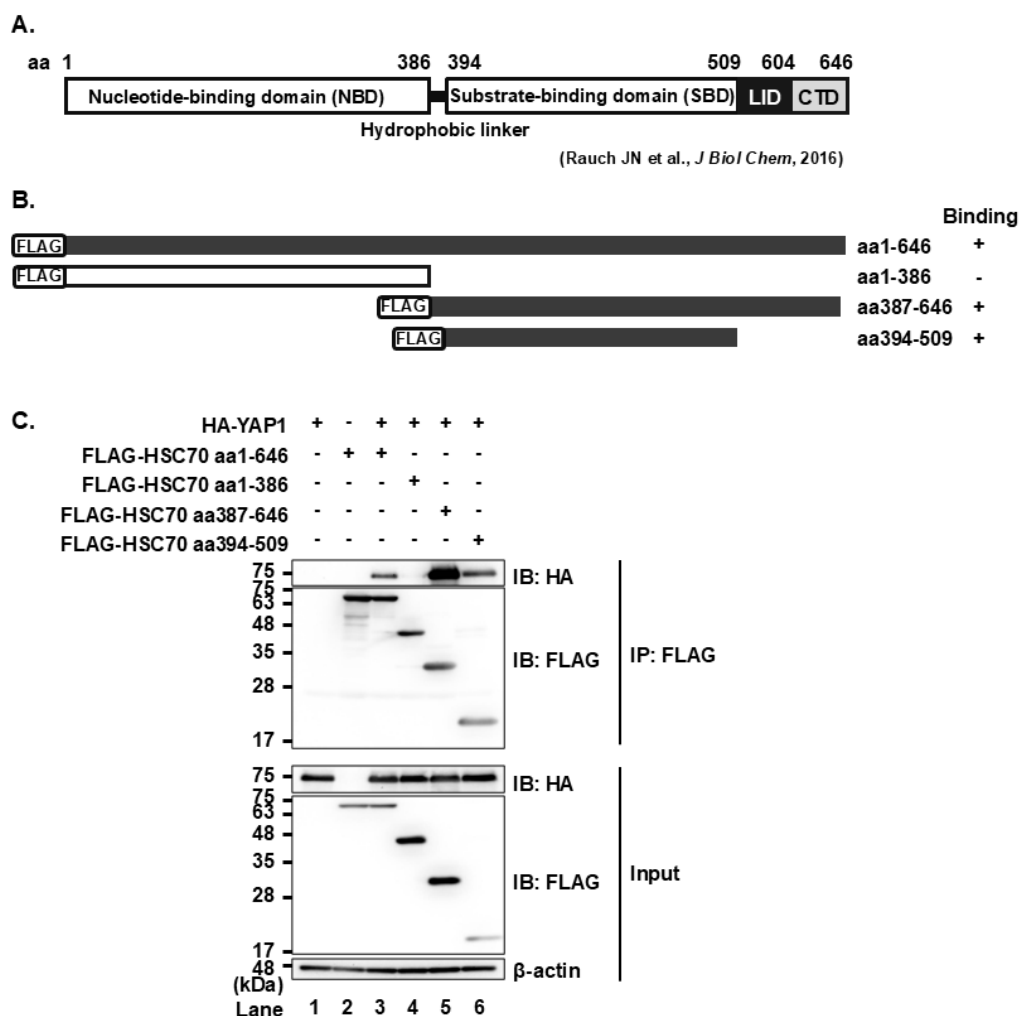 A.
aa 1 386 394 509 604 646
Nucleotide-binding domain (NBD) Substrate-binding domain (SBD) LID CTD
Hydrophobic linker
(Rauch JN et al., J Biol Chem, 2016)
B.
Binding
FLAG aa1-646 +
FLAG aa1-386 -
FLAG aa387-646 +
FLAG aa394-509 +
C.
HA-YAP1 + - + + + +
FLAG-HSC70 aa1-646 - + + - - -
FLAG-HSC70 aa1-386 - - - + - -
FLAG-HSC70 aa387-646 - - - - + -
FLAG-HSC70 aa394-509 - - - - - +
75 IB: HA
75
63
48
35 IB: FLAG IP: FLAG
28
17
75 IB: HA
75
63
48
35 IB: FLAG Input
28
17
48 β-actin
(kDa)
Lane 1 2 3 4 5 6